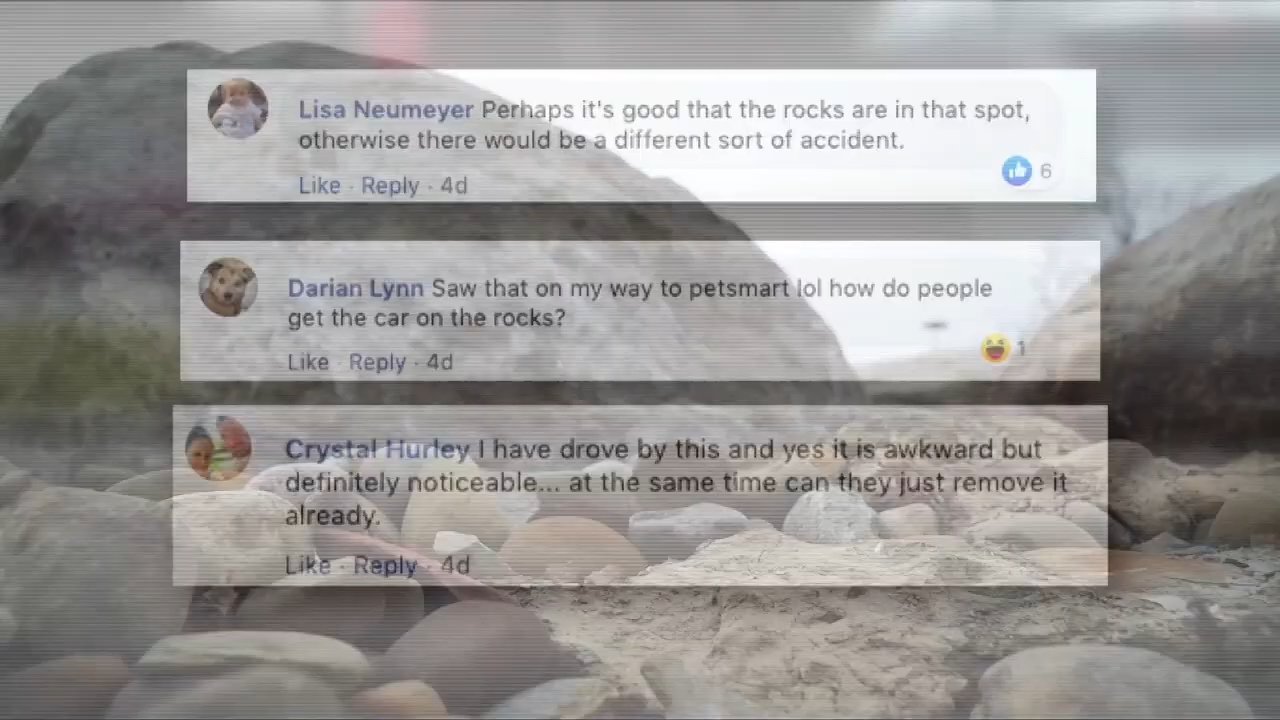 Lisa Neumeyer Perhaps it's good that the rocks are in that spot,
otherwise there would be a different sort of accident.
6
Like · Reply · 4d
Darian Lynn Saw that on my way to petsmart lol how do people
get the car on the rocks?
1
Like · Reply · 4d
Crystal Hurley I have drove by this and yes it is awkward but
definitely noticeable... at the same time can they just remove it
already.
Like · Reply · 4d